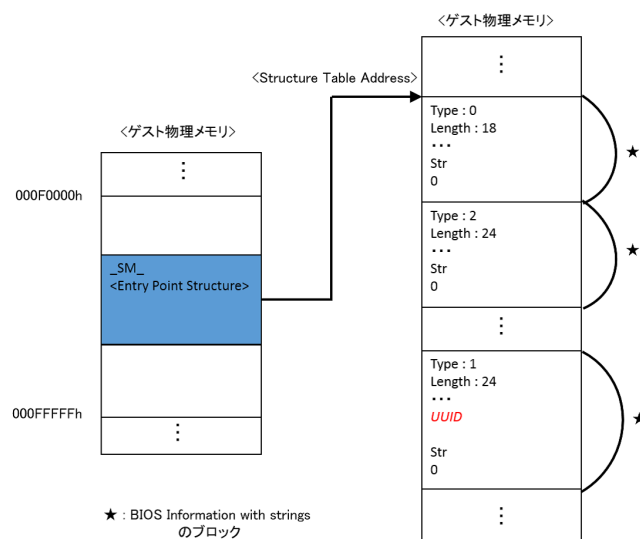 <ゲスト物理メモリ>
⋮
000F0000h
_SM_
<Entry Point Structure>
000FFFFFh
⋮
<Structure Table Address>
<ゲスト物理メモリ>
⋮
Type : 0
Length : 18
･･･
Str
0
★
Type : 2
Length : 24
･･･
Str
0
★
⋮
Type : 1
Length : 24
･･･
UUID
Str
0
★
⋮
★ : BIOS Information with strings
のブロック